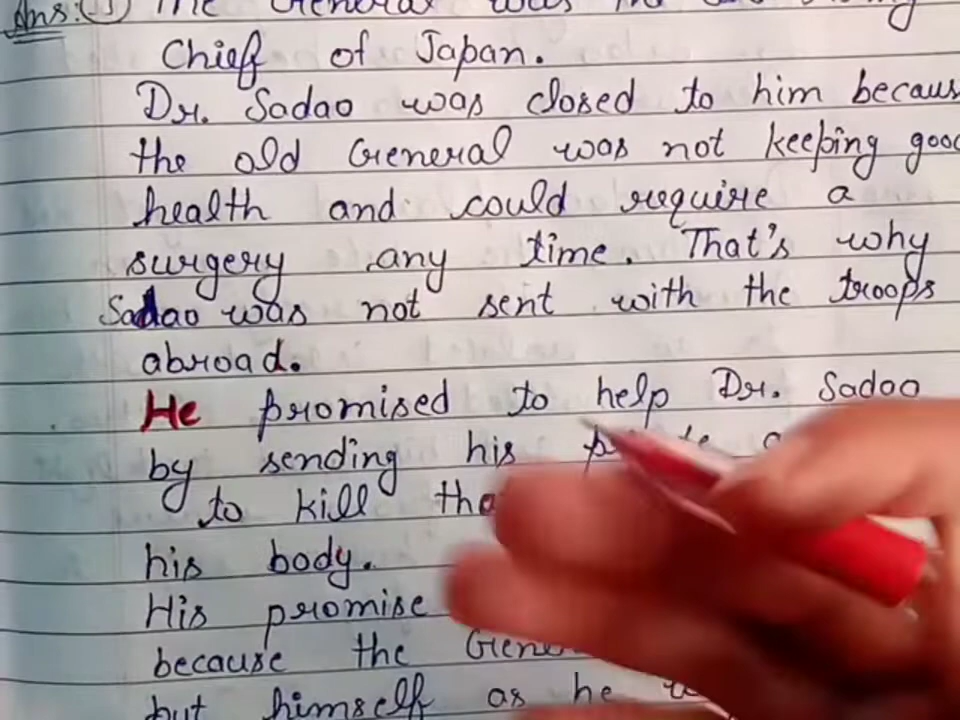 Ans: (1) The General was the
Chief of Japan.
Dr. Sadao was closed to him becaus
the old General was not keeping good
health and could require a
surgery any time. That's why
Sadao was not sent with the troops
abroad.
He promised to help Dr. Sadao
by sending his
to kill
his body.
His promise
because the
but himself as he